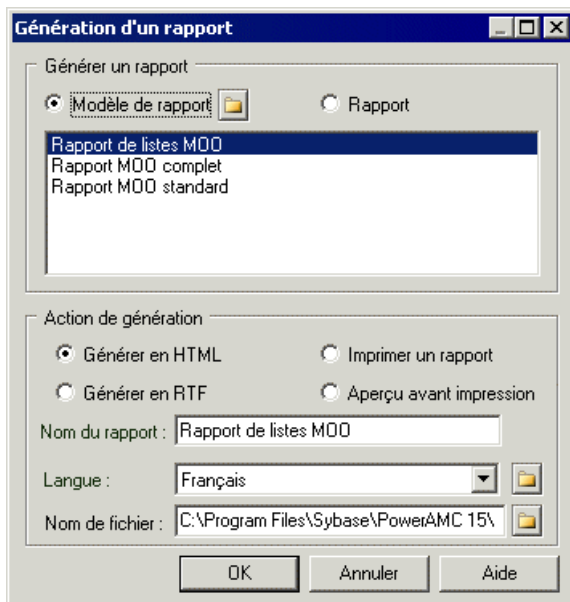 Génération d'un rapport
Générer un rapport
Modèle de rapport Rapport
Rapport de listes MOO
Rapport MOO complet
Rapport MOO standard
Action de génération
Générer en HTML Imprimer un rapport
Générer en RTF Aperçu avant impression
Nom du rapport : Rapport de listes MOO
Langue : Français
Nom de fichier : C:\Program Files\Sybase\PowerAMC 15\
OK Annuler Aide